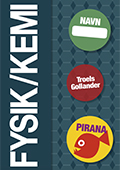 FYSIK/KEMI
NAVN
Troels
Gollander
PIRANA